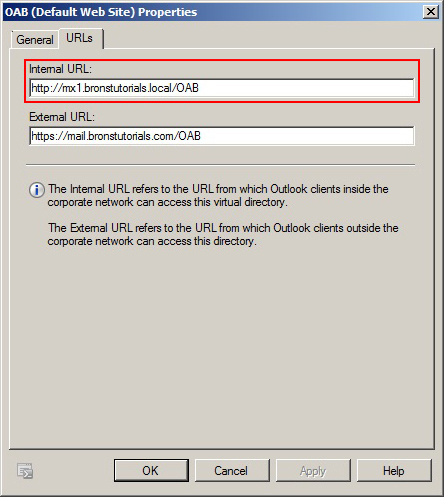 OAB (Default Web Site) Properties
General
URLs
Internal URL:
http://mx1.bronstutorials.local/OAB
External URL:
https://mail.bronstutorials.com/OAB
The Internal URL refers to the URL from which Outlook clients inside the
corporate network can access this virtual directory.
The External URL refers to the URL from which Outlook clients outside the
corporate network can access this directory.
OK
Cancel
Apply
Help